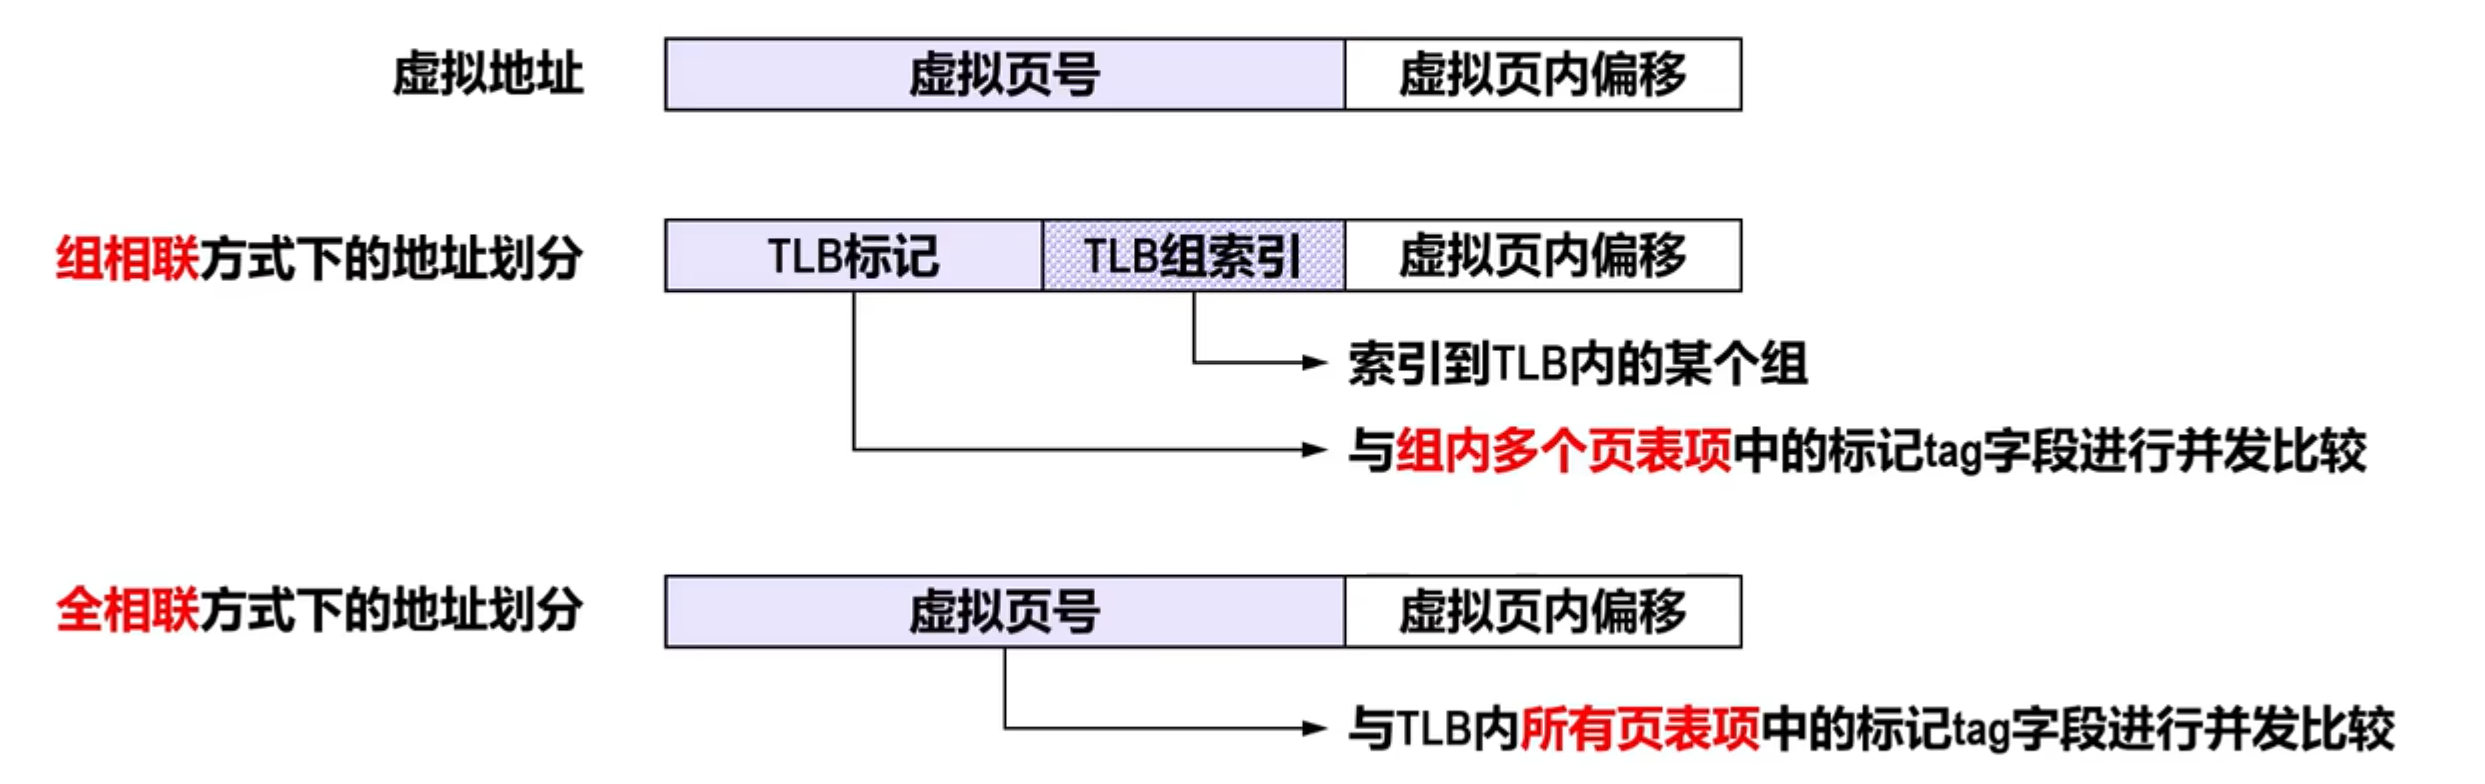 虚拟地址 虚拟页号 虚拟页内偏移
组相联方式下的地址划分 TLB标记 TLB组索引 虚拟页内偏移
索引到TLB内的某个组
与组内多个页表项中的标记tag字段进行并发比较
全相联方式下的地址划分 虚拟页号 虚拟页内偏移
与TLB内所有页表项中的标记tag字段进行并发比较